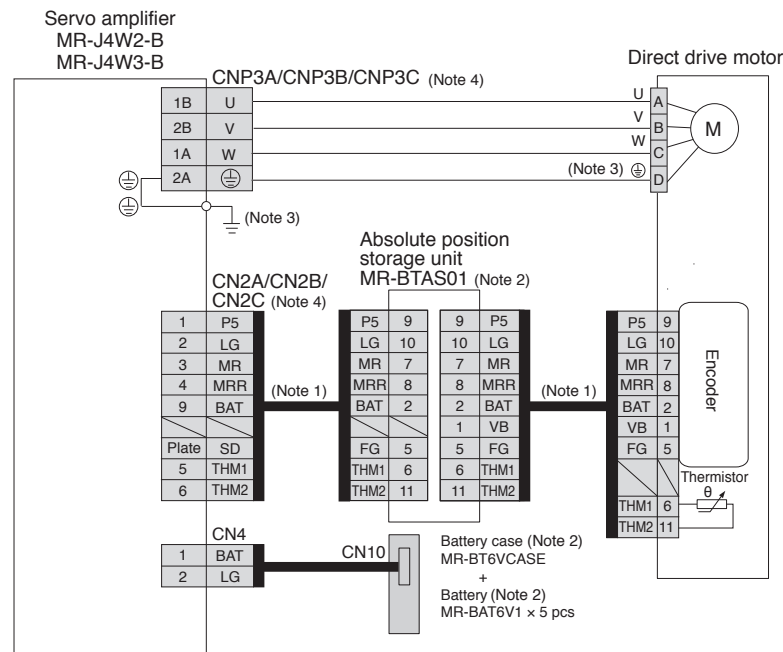 Servo amplifier
MR-J4W2-B
MR-J4W3-B
Direct drive motor
CNP3A/CNP3B/CNP3C (Note 4)
1B U
2B V
1A W
2A
(Note 3)
U A
V B
W C
(Note 3) D
M
Absolute position
storage unit
MR-BTAS01 (Note 2)
CN2A/CN2B/
CN2C (Note 4)
1 P5
2 LG
3 MR
4 MRR
9 BAT
Plate SD
5 THM1
6 THM2
(Note 1)
P5 9
LG 10
MR 7
MRR 8
BAT 2
FG 5
THM1 6
THM2 11
9 P5
10 LG
7 MR
8 MRR
2 BAT
1 VB
5 FG
6 THM1
11 THM2
(Note 1)
P5 9
LG 10
MR 7
MRR 8
BAT 2
VB 1
FG 5
THM1 6
THM2 11
Encoder
Thermistor
θ
CN4
1 BAT
2 LG
CN10
Battery case (Note 2)
MR-BT6VCASE
+
Battery (Note 2)
MR-BAT6V1 × 5 pcs